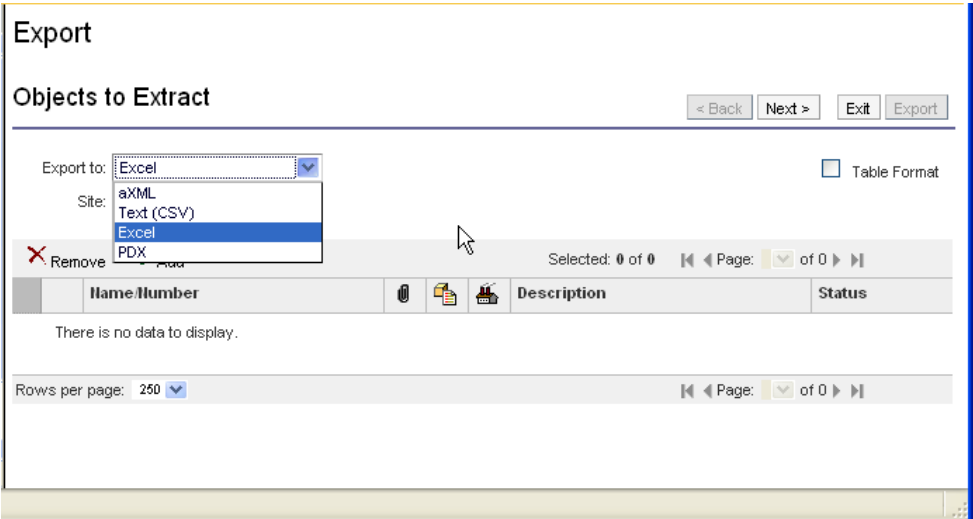 Export
Objects to Extract
< Back Next > Exit Export
Export to: Excel Table Format
Site: aXML
Text (CSV)
Excel
PDX
Remove Selected: 0 of 0 Page: of 0
Name/Number Description Status
There is no data to display.
Rows per page: 250 Page: of 0